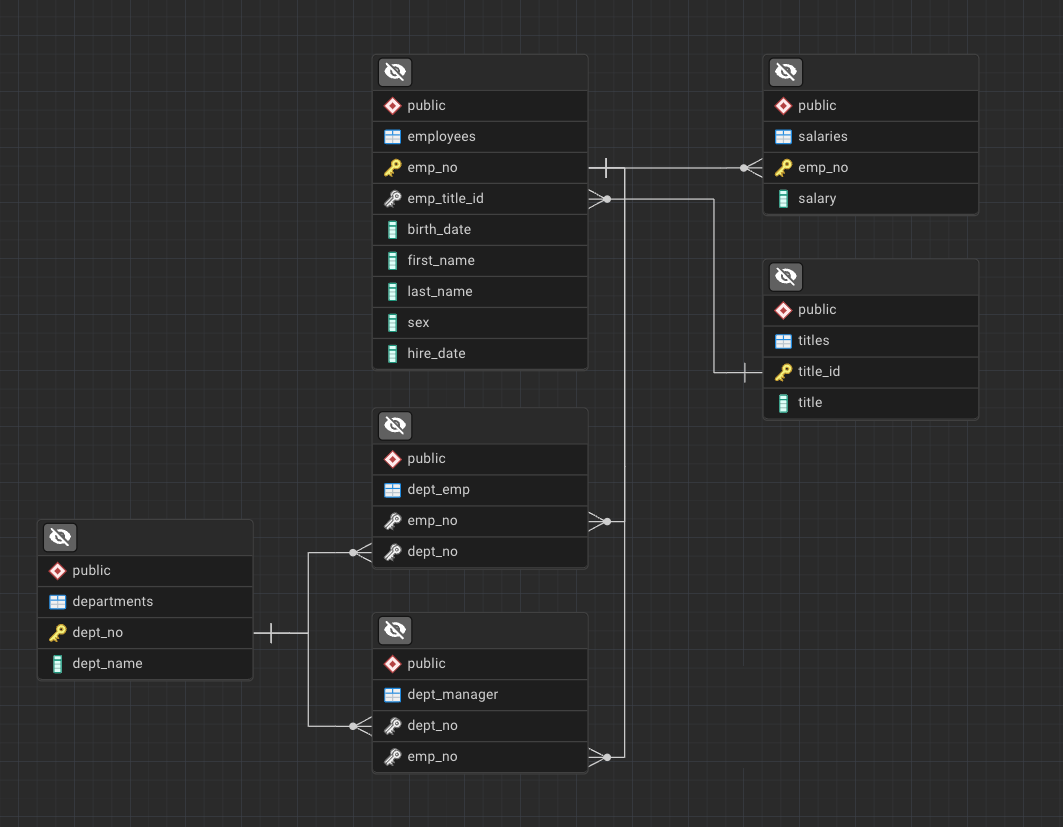 public
employees
emp_no
emp_title_id
birth_date
first_name
last_name
sex
hire_date
public
salaries
emp_no
salary
public
titles
title_id
title
public
dept_emp
emp_no
dept_no
public
departments
dept_no
dept_name
public
dept_manager
dept_no
emp_no